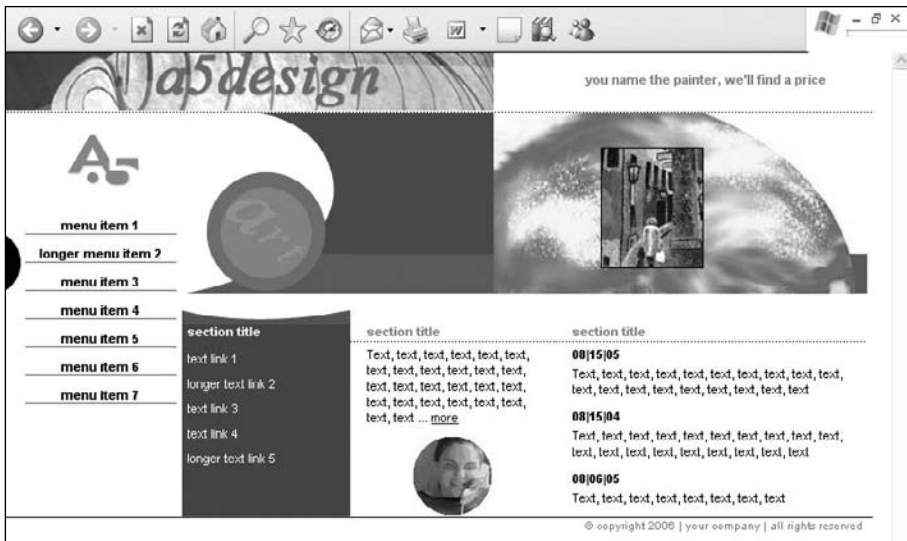 a5design
you name the painter, we'll find a price
A5
art
menu item 1
longer menu item 2
menu item 3
menu item 4
menu item 5
menu item 6
menu item 7
section title
text link 1
longer text link 2
text link 3
text link 4
longer text link 5
section title
Text, text, text, text, text, text,
text, text, text, text, text, text,
text, text, text, text, text, text,
text, text, text, text, text, text,
text, text ... more
section title
08|15|05
Text, text, text, text, text, text, text, text, text, text,
text, text, text, text, text, text, text, text, text
08|15|04
Text, text, text, text, text, text, text, text, text, text,
text, text, text, text, text, text, text, text, text
08|06|05
Text, text, text, text, text, text, text, text
© copyright 2006 | your company | all rights reserved